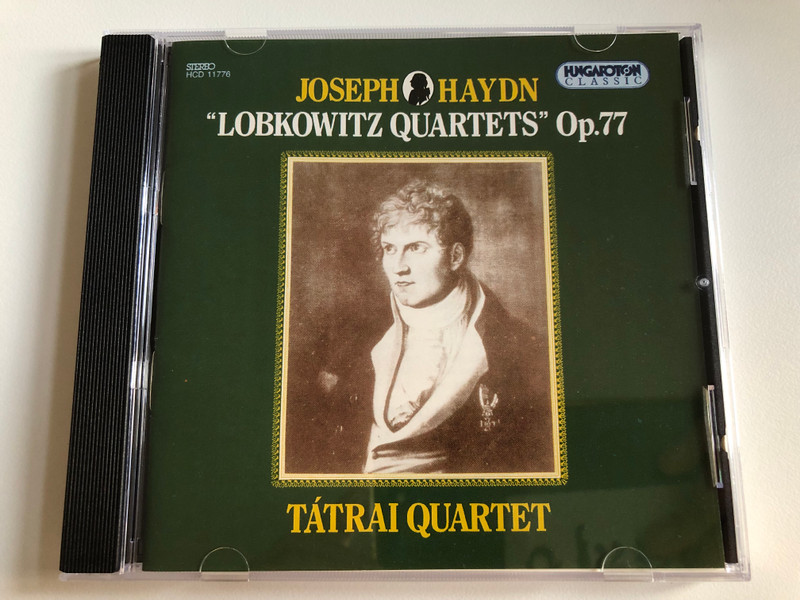 STEREO
HCD 11776
HUNGAROTON
CLASSIC
JOSEPH HAYDN
“LOBKOWITZ QUARTETS” Op.77
TÁTRAI QUARTET